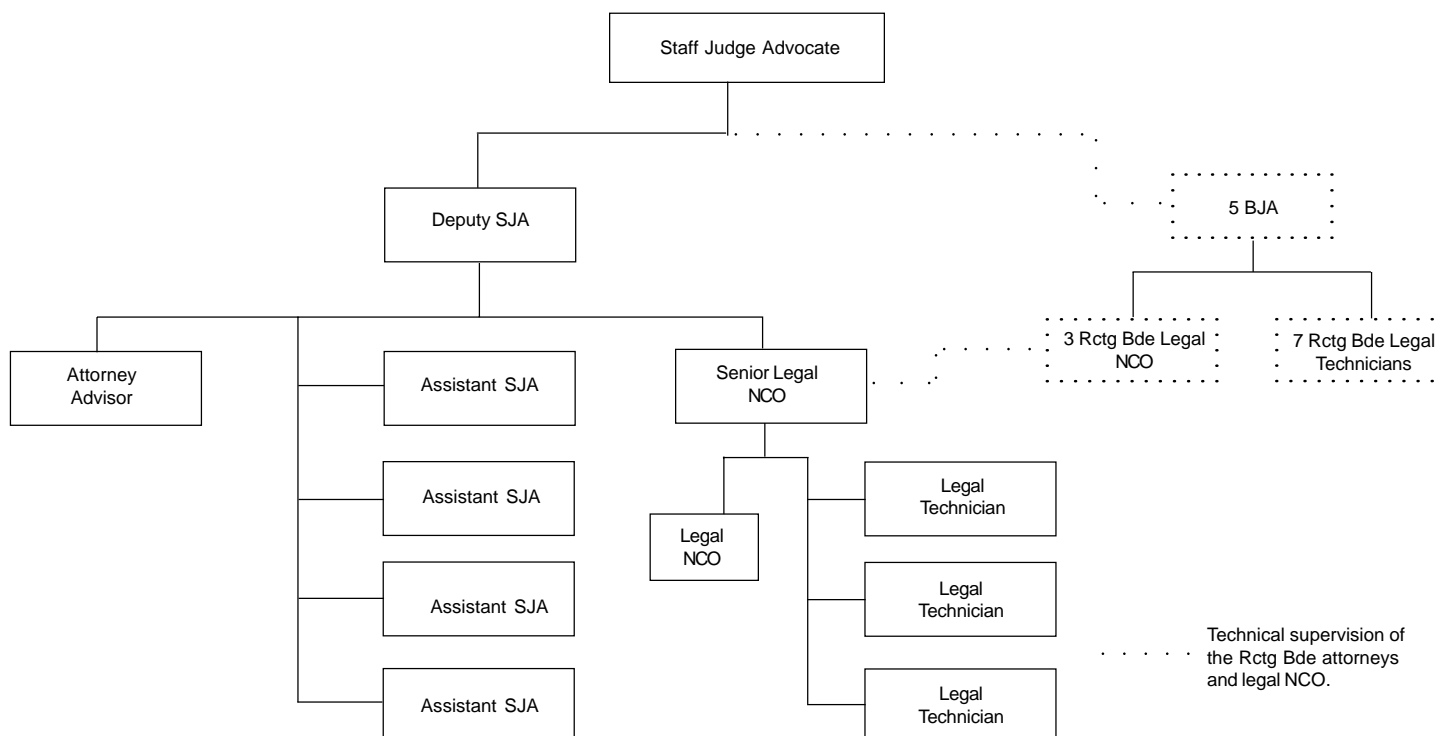 Staff Judge Advocate
Deputy SJA
5 BJA
Attorney
Advisor
Assistant SJA
Assistant SJA
Assistant SJA
Assistant SJA
Senior Legal
NCO
3 Rctg Bde Legal
NCO
7 Rctg Bde Legal
Technicians
Legal
NCO
Legal
Technician
Legal
Technician
Legal
Technician
Technical supervision of
the Rctg Bde attorneys
and legal NCO.